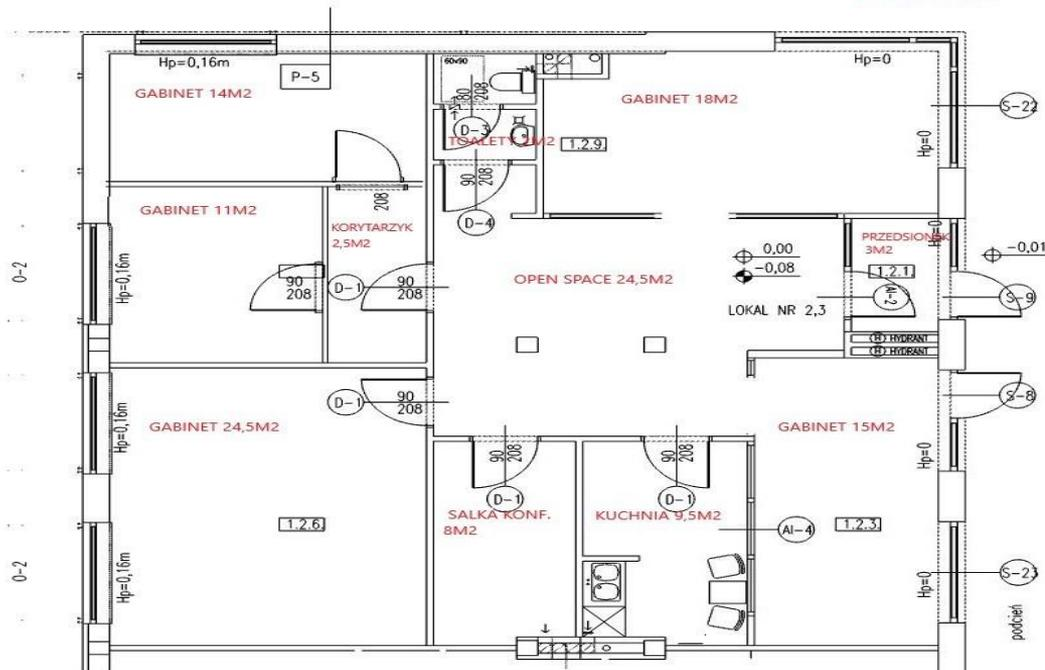 Hp=0,16m
P-5
GABINET 14M2
60x90
80
208
D-3
TOALETY 2M2
GABINET 18M2
Hp=0
S-22
1.2.9.
Hp=0
90
208
D-4
GABINET 11M2
208
KORYTARZYK
2,5M2
Hp=0
PRZEDSIONEK
3M2
1.2.1.
0,00
-0,08
-0,01
O-2
Hp=0,16m
90
208
D-1
90
208
OPEN SPACE 24,5M2
LOKAL NR 2,3
Al-2
S-9
H HYDRANT
H HYDRANT
D-1
90
208
S-8
Hp=0,16m
GABINET 24,5M2
GABINET 15M2
90
208
90
208
Hp=0
D-1
D-1
SALKA KONF.
8M2
KUCHNIA 9,5M2
1.2.6.
Al-4
1.2.3.
O-2
Hp=0,16m
Hp=0
S-23
podcień